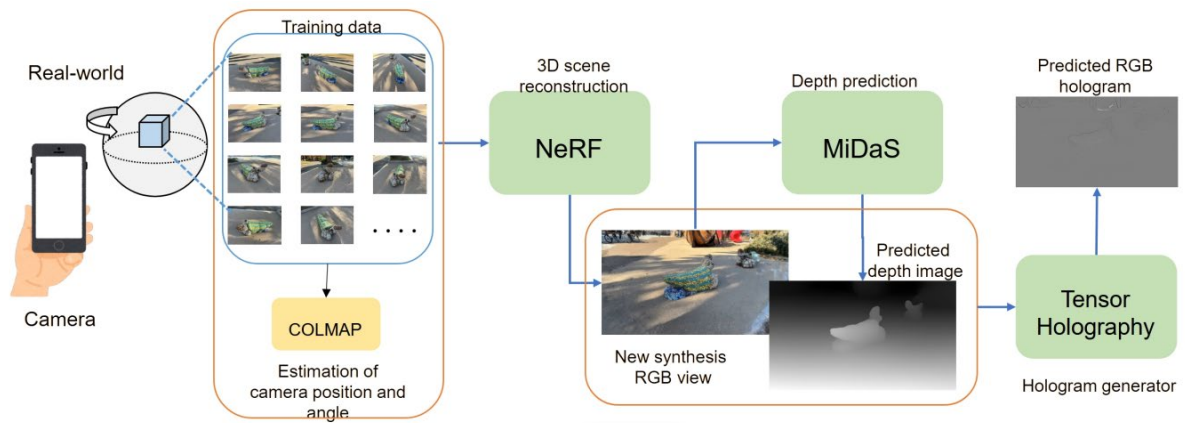 Training data
Real-world
Camera
COLMAP
Estimation of
camera position and
angle
3D scene
reconstruction
NeRF
Depth prediction
MiDaS
New synthesis
RGB view
Predicted
depth image
Predicted RGB
hologram
Tensor
Holography
Hologram generator